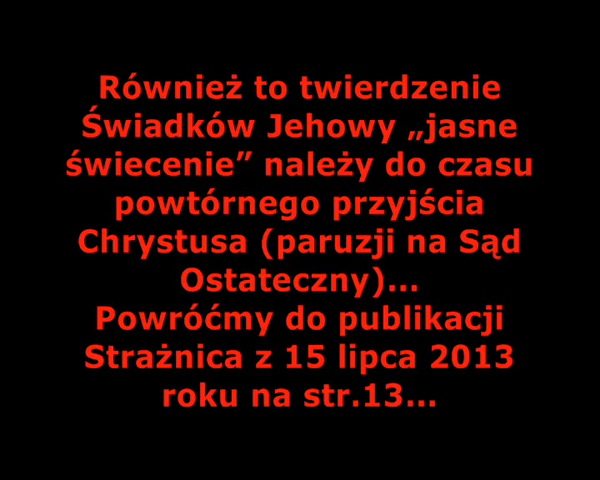 Również to twierdzenie
Świadków Jehowy „jasne
świecenie” należy do czasu
powtórnego przyjścia
Chrystusa (paruzji na Sąd
Ostateczny)...
Powróćmy do publikacji
Strażnica z 15 lipca 2013
roku na str.13...